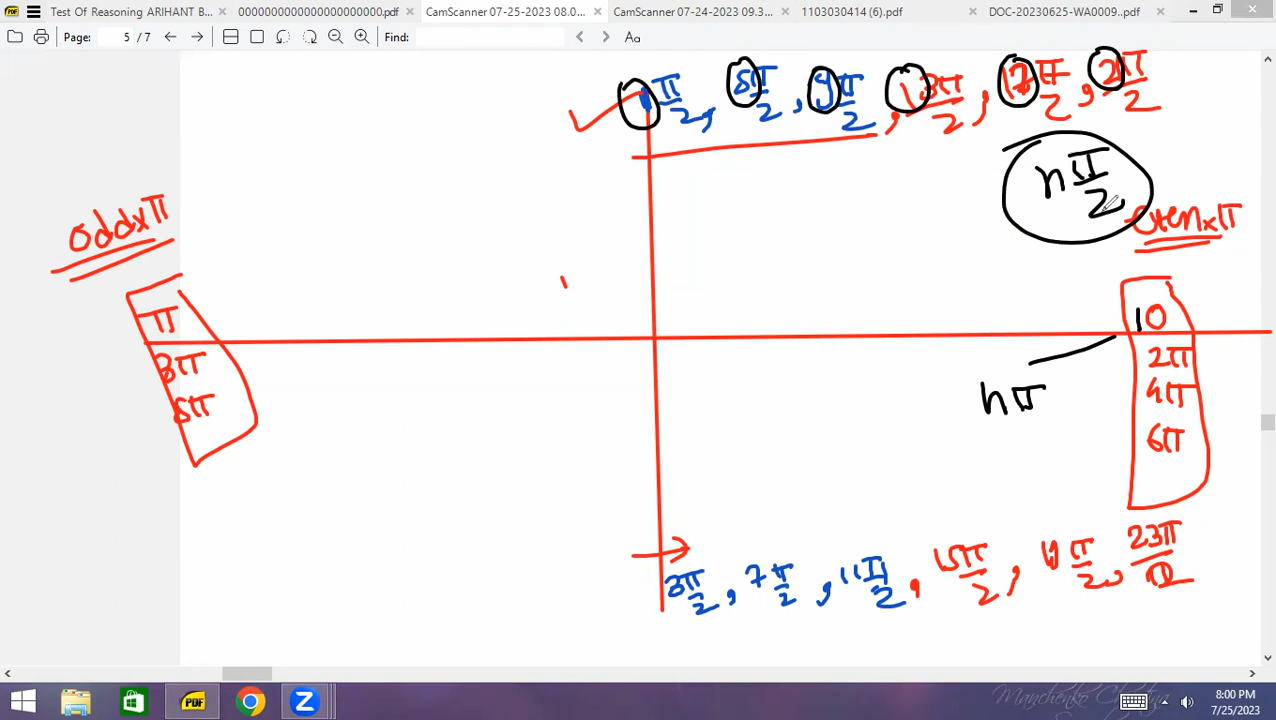 Test Of Reasoning ARIHANT B...
000000000000000000000.pdf
CamScanner 07-25-2023 08.0...
CamScanner 07-24-2023 09.3...
1103030414 (6).pdf
DOC-20230625-WA0009..pdf
Page: 5 / 7
Find:
π/2, 5π/2, 9π/2, 13π/2, 17π/2, 21π/2
nπ/2
odd×π
even×π
π
3π
5π
0
2π
4π
6π
nπ
3π/2, 7π/2, 11π/2, 15π/2, 19π/2, 23π/2
Manchenko Christina
8:00 PM
7/25/2023